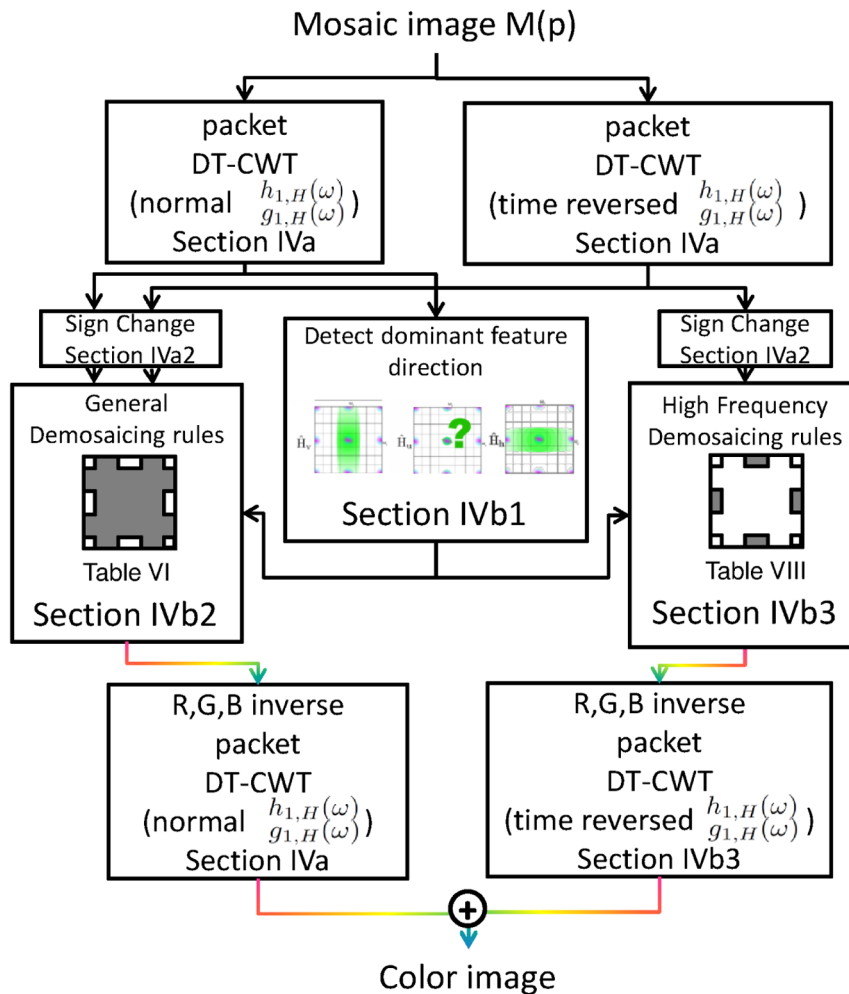 Mosaic image M(p)
packet
DT-CWT
(normal h₁,H(ω) g₁,H(ω) )
Section IVa
packet
DT-CWT
(time reversed h₁,H(ω) g₁,H(ω) )
Section IVa
Sign Change
Section IVa2
Detect dominant feature
direction
Ĥv
Ĥu
?
Ĥh
Section IVb1
Sign Change
Section IVa2
General
Demosaicing rules
Table VI
Section IVb2
High Frequency
Demosaicing rules
Table VIII
Section IVb3
R,G,B inverse
packet
DT-CWT
(normal h₁,H(ω) g₁,H(ω) )
Section IVa
R,G,B inverse
packet
DT-CWT
(time reversed h₁,H(ω) g₁,H(ω) )
Section IVb3
+
Color image